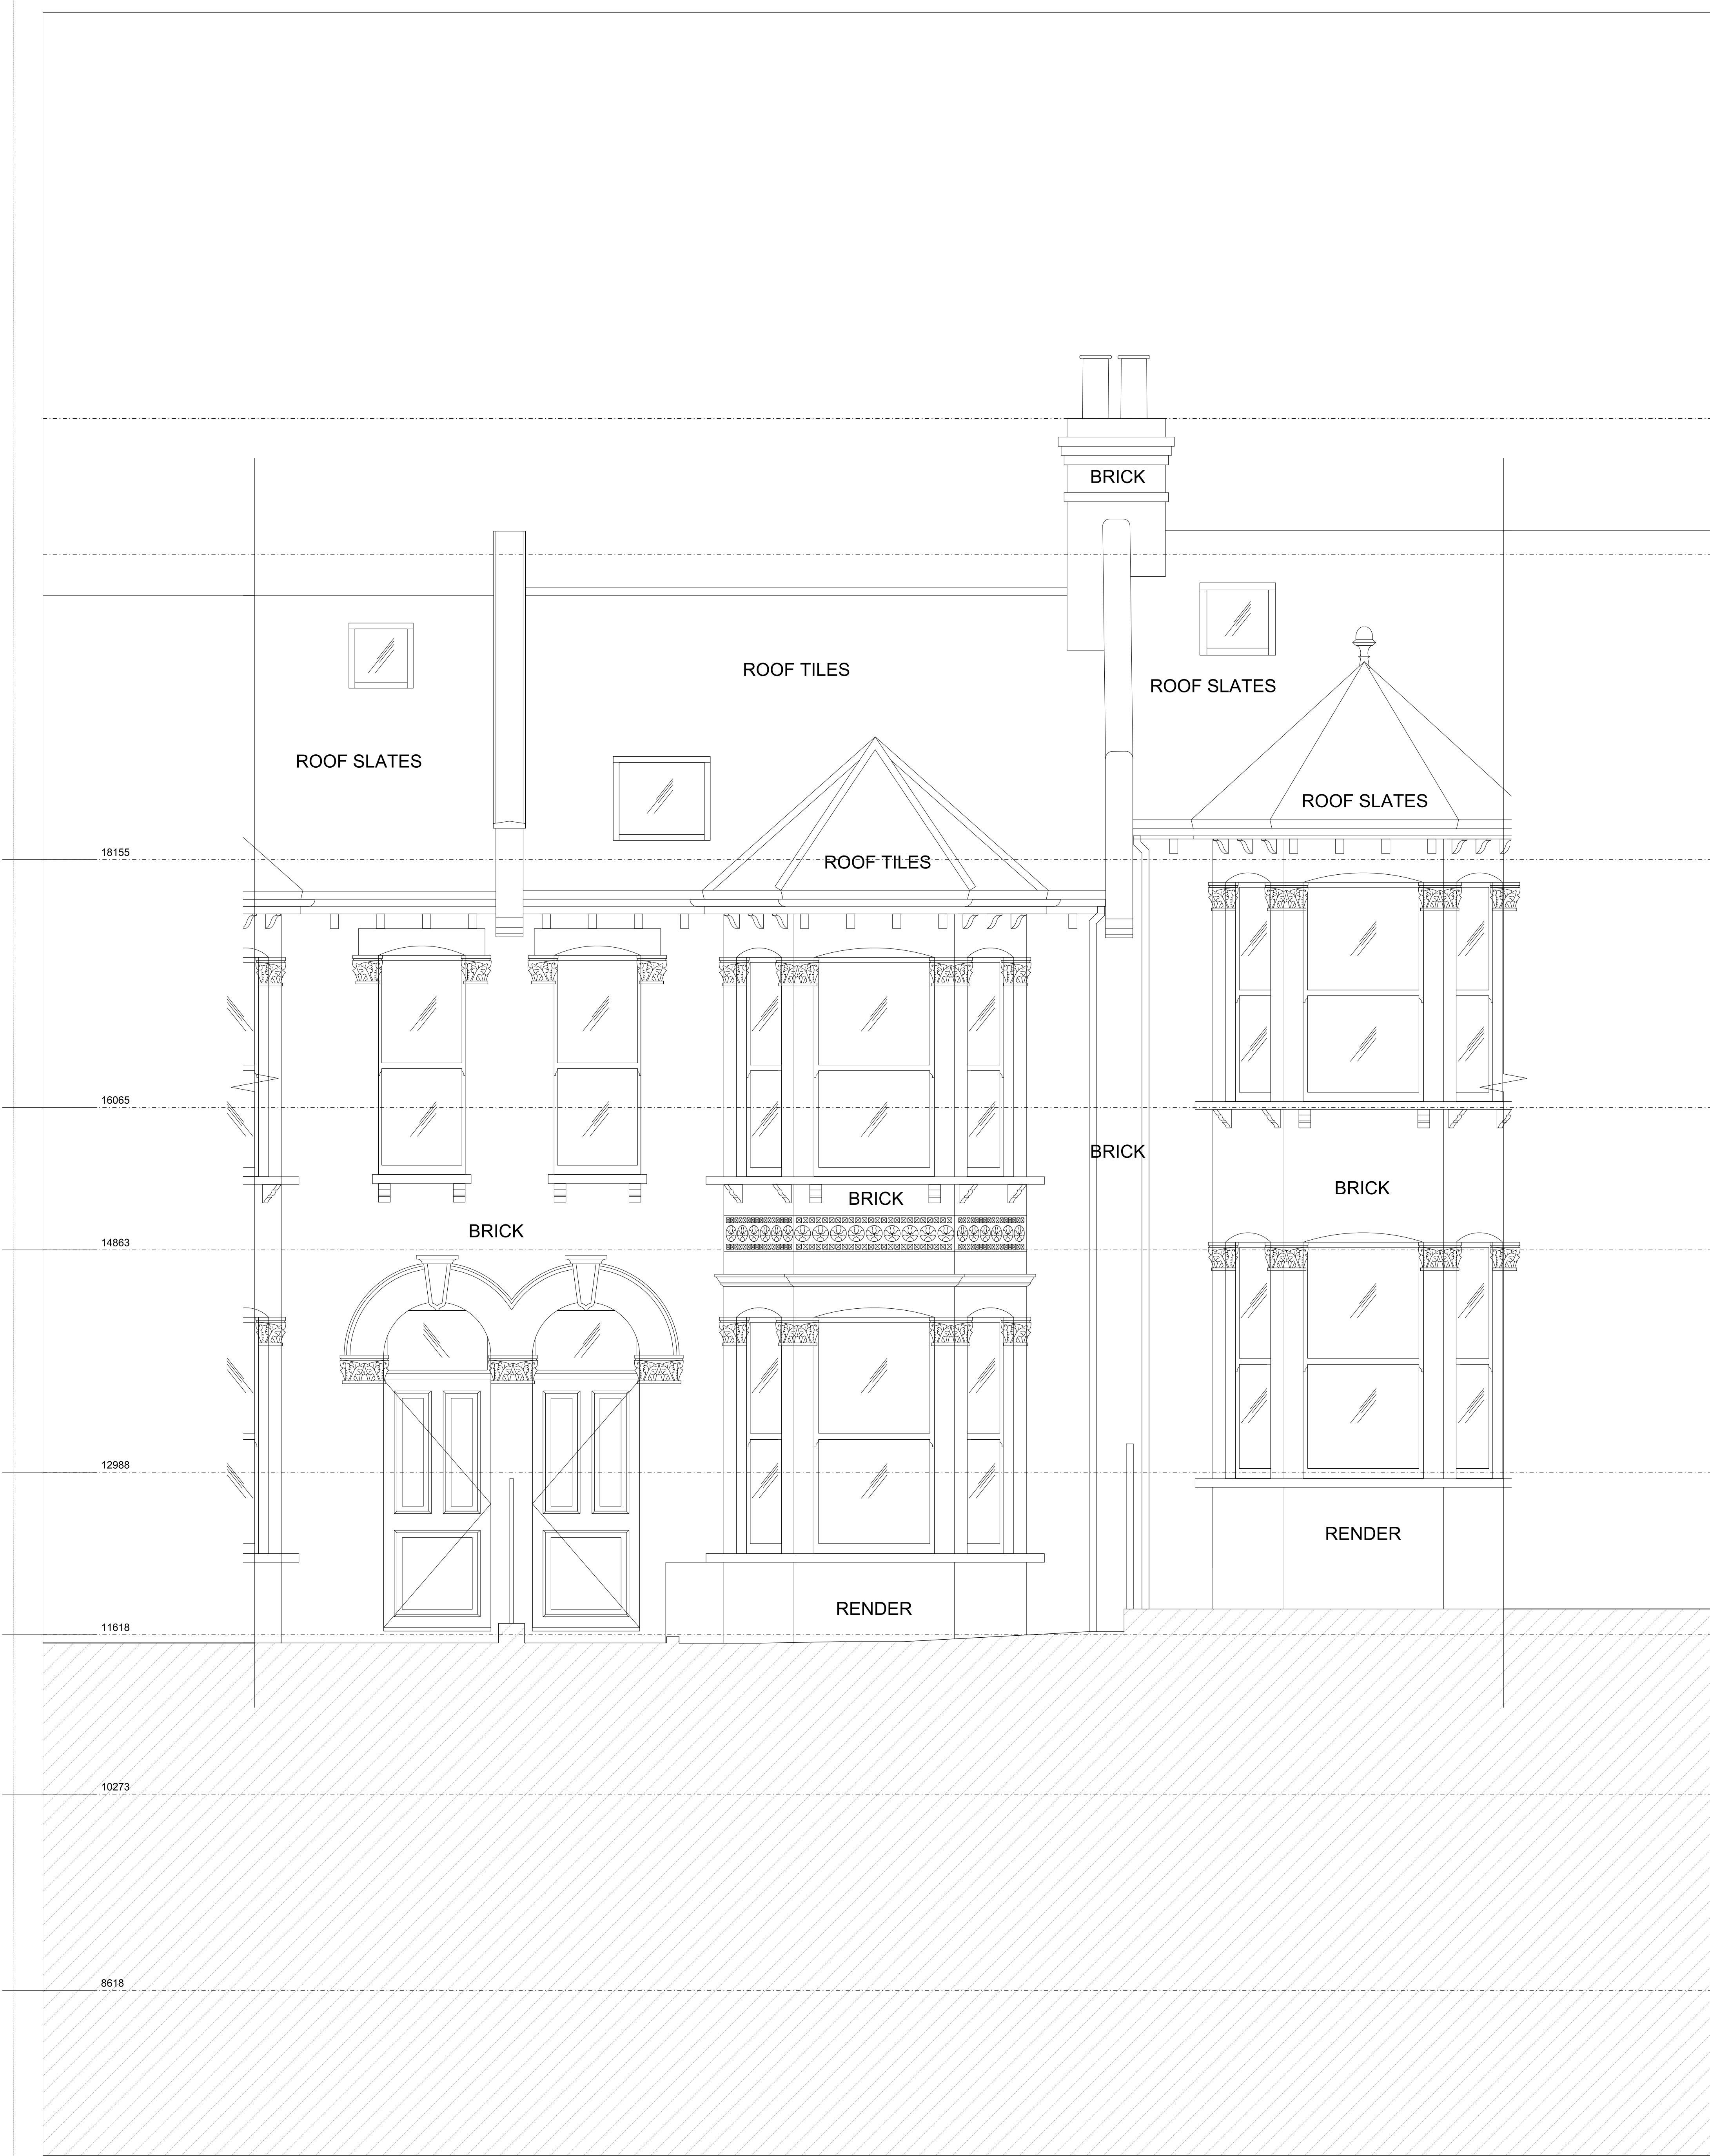 BRICK
ROOF TILES
ROOF SLATES
ROOF SLATES
ROOF SLATES
18155
ROOF TILES
16065
BRICK
BRICK
BRICK
BRICK
14863
12988
RENDER
RENDER
11618
10273
8618